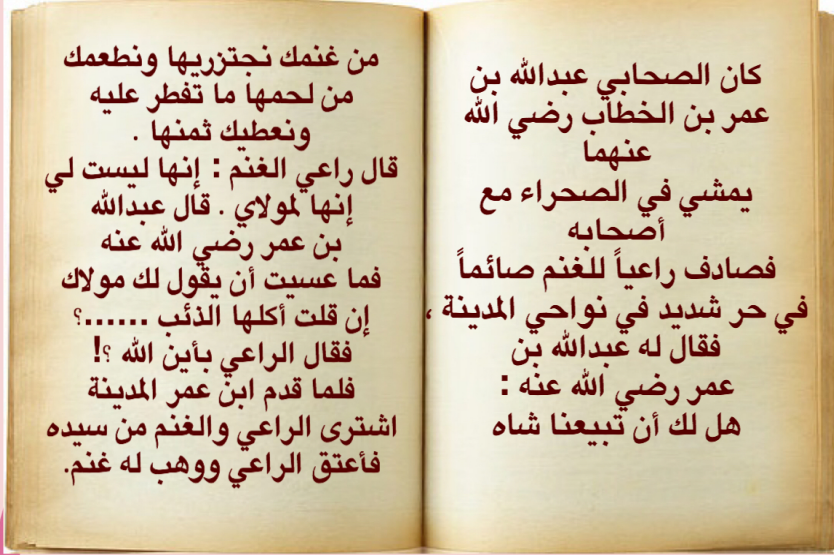 كان الصحابي عبدالله بن
عمر بن الخطاب رضي الله
عنهما
يمشي في الصحراء مع
أصحابه
فصادف راعياً للغنم صائماً
في حر شديد في نواحي المدينة ،
فقال له عبدالله بن
عمر رضي الله عنه :
هل لك أن تبيعنا شاه
من غنمك نجتزريها ونطعمك
من لحمها ما تفطر عليه
ونعطيك ثمنها .
قال راعي الغنم : إنها ليست لي
إنها لمولاي . قال عبدالله
بن عمر رضي الله عنه
فما عسيت أن يقول لك مولاك
إن قلت أكلها الذئب ......؟
فقال الراعي بأين الله ؟!
فلما قدم ابن عمر المدينة
اشترى الراعي والغنم من سيده
فأعتق الراعي ووهب له غنم.